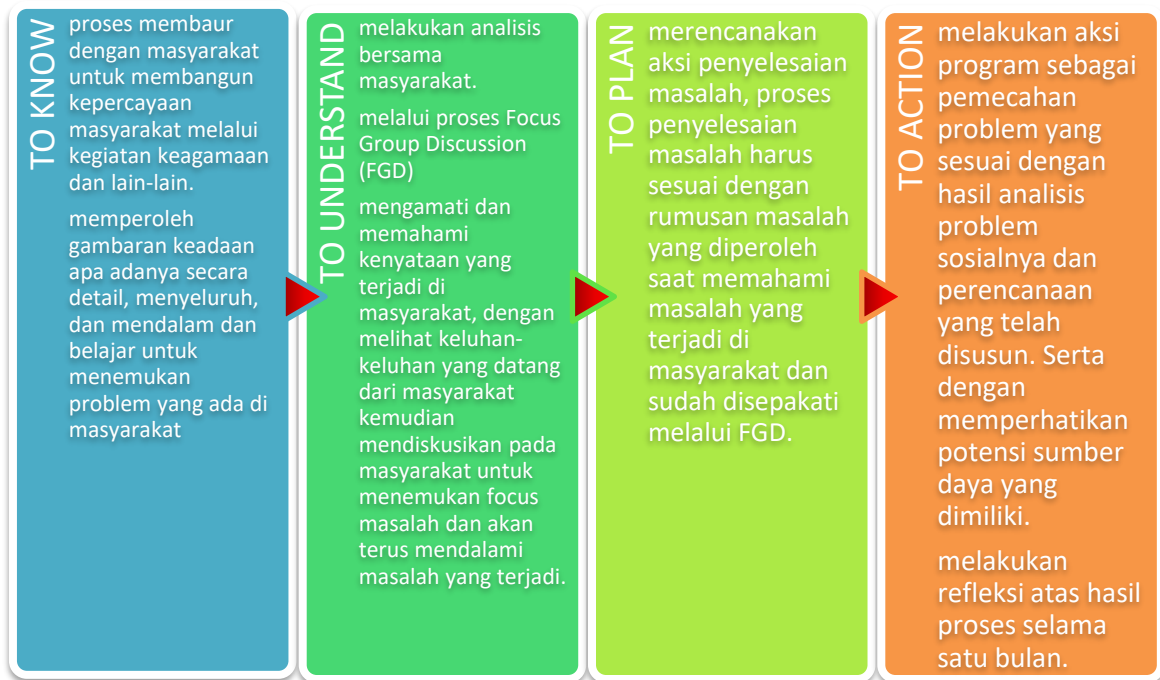 TO KNOW
proses membaur
dengan masyarakat
untuk membangun
kepercayaan
masyarakat melalui
kegiatan keagamaan
dan lain-lain.
memperoleh
gambaran keadaan
apa adanya secara
detail, menyeluruh,
dan mendalam dan
belajar untuk
menemukan
problem yang ada di
masyarakat
TO UNDERSTAND
melakukan analisis
bersama
masyarakat.
melalui proses Focus
Group Discussion
(FGD)
mengamati dan
memahami
kenyataan yang
terjadi di
masyarakat, dengan
melihat keluhan-
keluhan yang datang
dari masyarakat
kemudian
mendiskusikan pada
masyarakat untuk
menemukan focus
masalah dan akan
terus mendalami
masalah yang terjadi.
TO PLAN
merencanakan
aksi penyelesaian
masalah, proses
penyelesaian
masalah harus
sesuai dengan
rumusan masalah
yang diperoleh
saat memahami
masalah yang
terjadi di
masyarakat dan
sudah disepakati
melalui FGD.
TO ACTION
melakukan aksi
program sebagai
pemecahan
problem yang
sesuai dengan
hasil analisis
problem
sosialnya dan
perencanaan
yang telah
disusun. Serta
dengan
memperhatikan
potensi sumber
daya yang
dimiliki.
melakukan
refleksi atas hasil
proses selama
satu bulan.